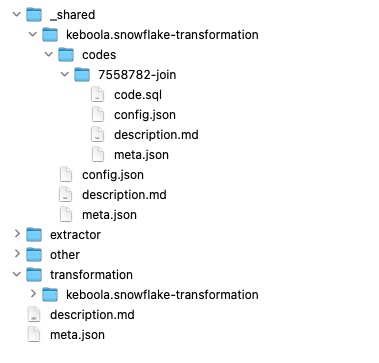 _shared
keboola.snowflake-transformation
codes
7558782-join
code.sql
config.json
description.md
meta.json
config.json
description.md
meta.json
extractor
other
transformation
keboola.snowflake-transformation
description.md
meta.json